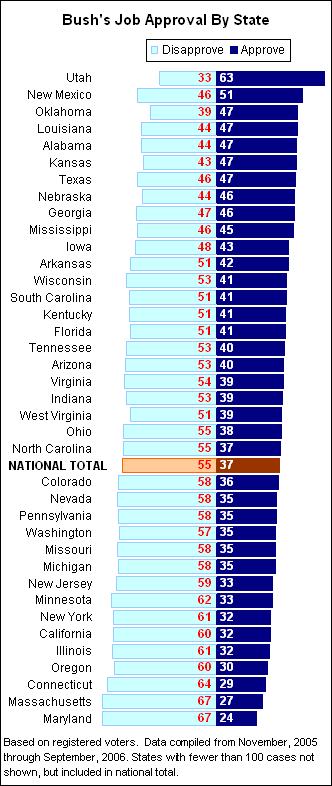 Bush's Job Approval By State
Disapprove Approve
Utah 33 63
New Mexico 46 51
Oklahoma 39 47
Louisiana 44 47
Alabama 44 47
Kansas 43 47
Texas 46 47
Nebraska 44 46
Georgia 47 46
Mississippi 46 45
Iowa 48 43
Arkansas 51 42
Wisconsin 53 41
South Carolina 51 41
Kentucky 51 41
Florida 51 41
Tennessee 53 40
Arizona 53 40
Virginia 54 39
Indiana 53 39
West Virginia 51 39
Ohio 55 38
North Carolina 55 37
NATIONAL TOTAL 55 37
Colorado 58 36
Nevada 58 35
Pennsylvania 58 35
Washington 57 35
Missouri 58 35
Michigan 58 35
New Jersey 59 33
Minnesota 62 33
New York 61 32
California 60 32
Illinois 61 32
Oregon 60 30
Connecticut 64 29
Massachusetts 67 27
Maryland 67 24
Based on registered voters. Data compiled from November, 2005
through September, 2006. States with fewer than 100 cases not
shown, but included in national total.